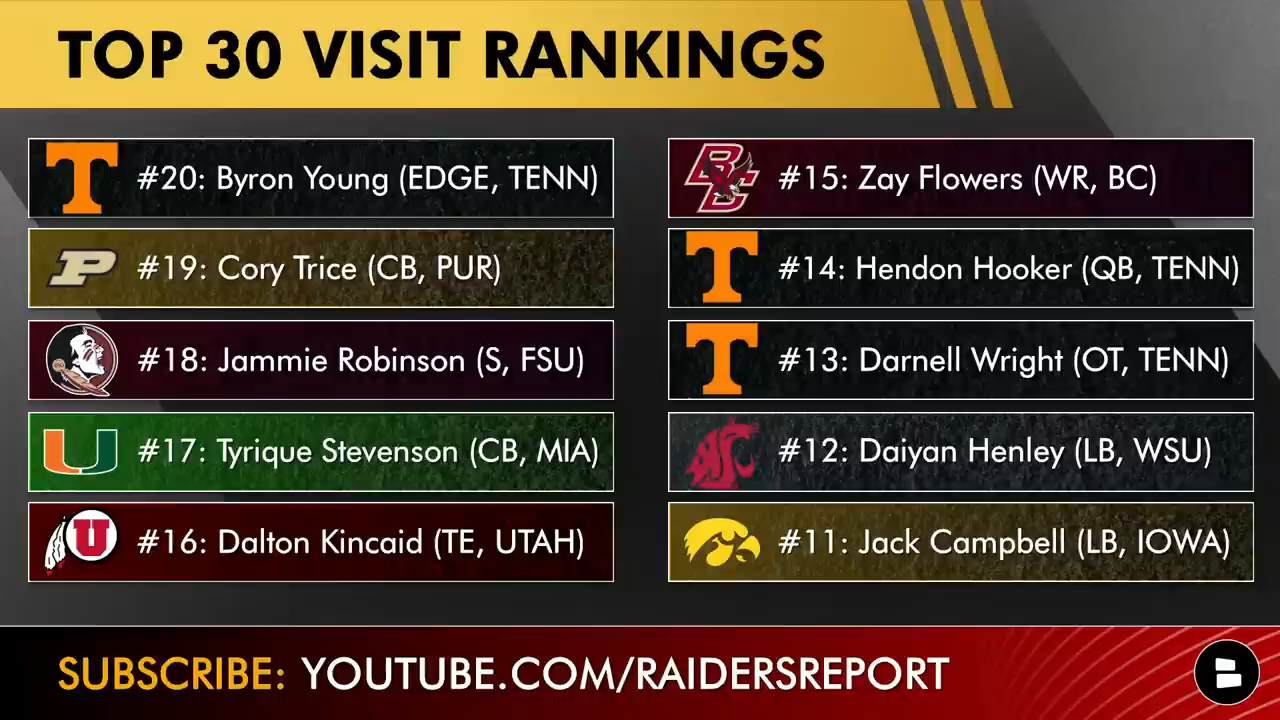 TOP 30 VISIT RANKINGS
#20: Byron Young (EDGE, TENN)
#19: Cory Trice (CB, PUR)
#18: Jammie Robinson (S, FSU)
#17: Tyrique Stevenson (CB, MIA)
#16: Dalton Kincaid (TE, UTAH)
#15: Zay Flowers (WR, BC)
#14: Hendon Hooker (QB, TENN)
#13: Darnell Wright (OT, TENN)
#12: Daiyan Henley (LB, WSU)
#11: Jack Campbell (LB, IOWA)
SUBSCRIBE: YOUTUBE.COM/RAIDERSREPORT